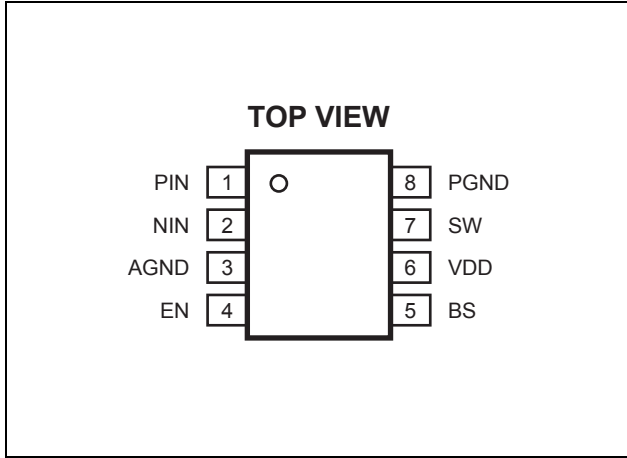 TOP VIEW
PIN 1 8 PGND
NIN 2 7 SW
AGND 3 6 VDD
EN 4 5 BS